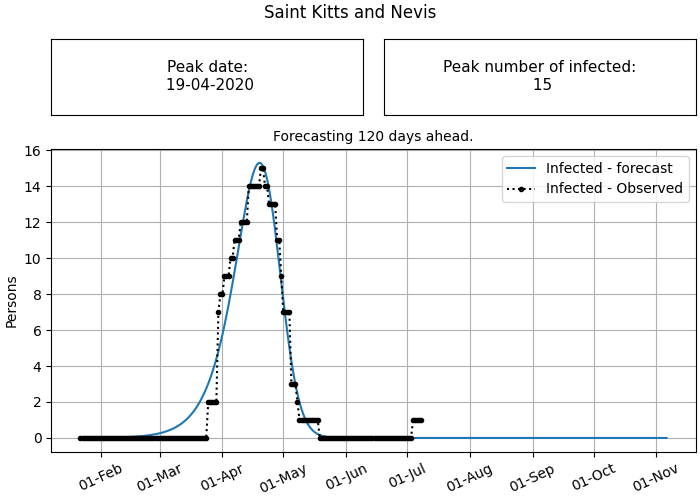 Saint Kitts and Nevis
Peak date:
19-04-2020
Peak number of infected:
15
Forecasting 120 days ahead.
Infected - forecast
Infected - Observed
Persons
16
14
12
10
8
6
4
2
0
01-Feb
01-Mar
01-Apr
01-May
01-Jun
01-Jul
01-Aug
01-Sep
01-Oct
01-Nov